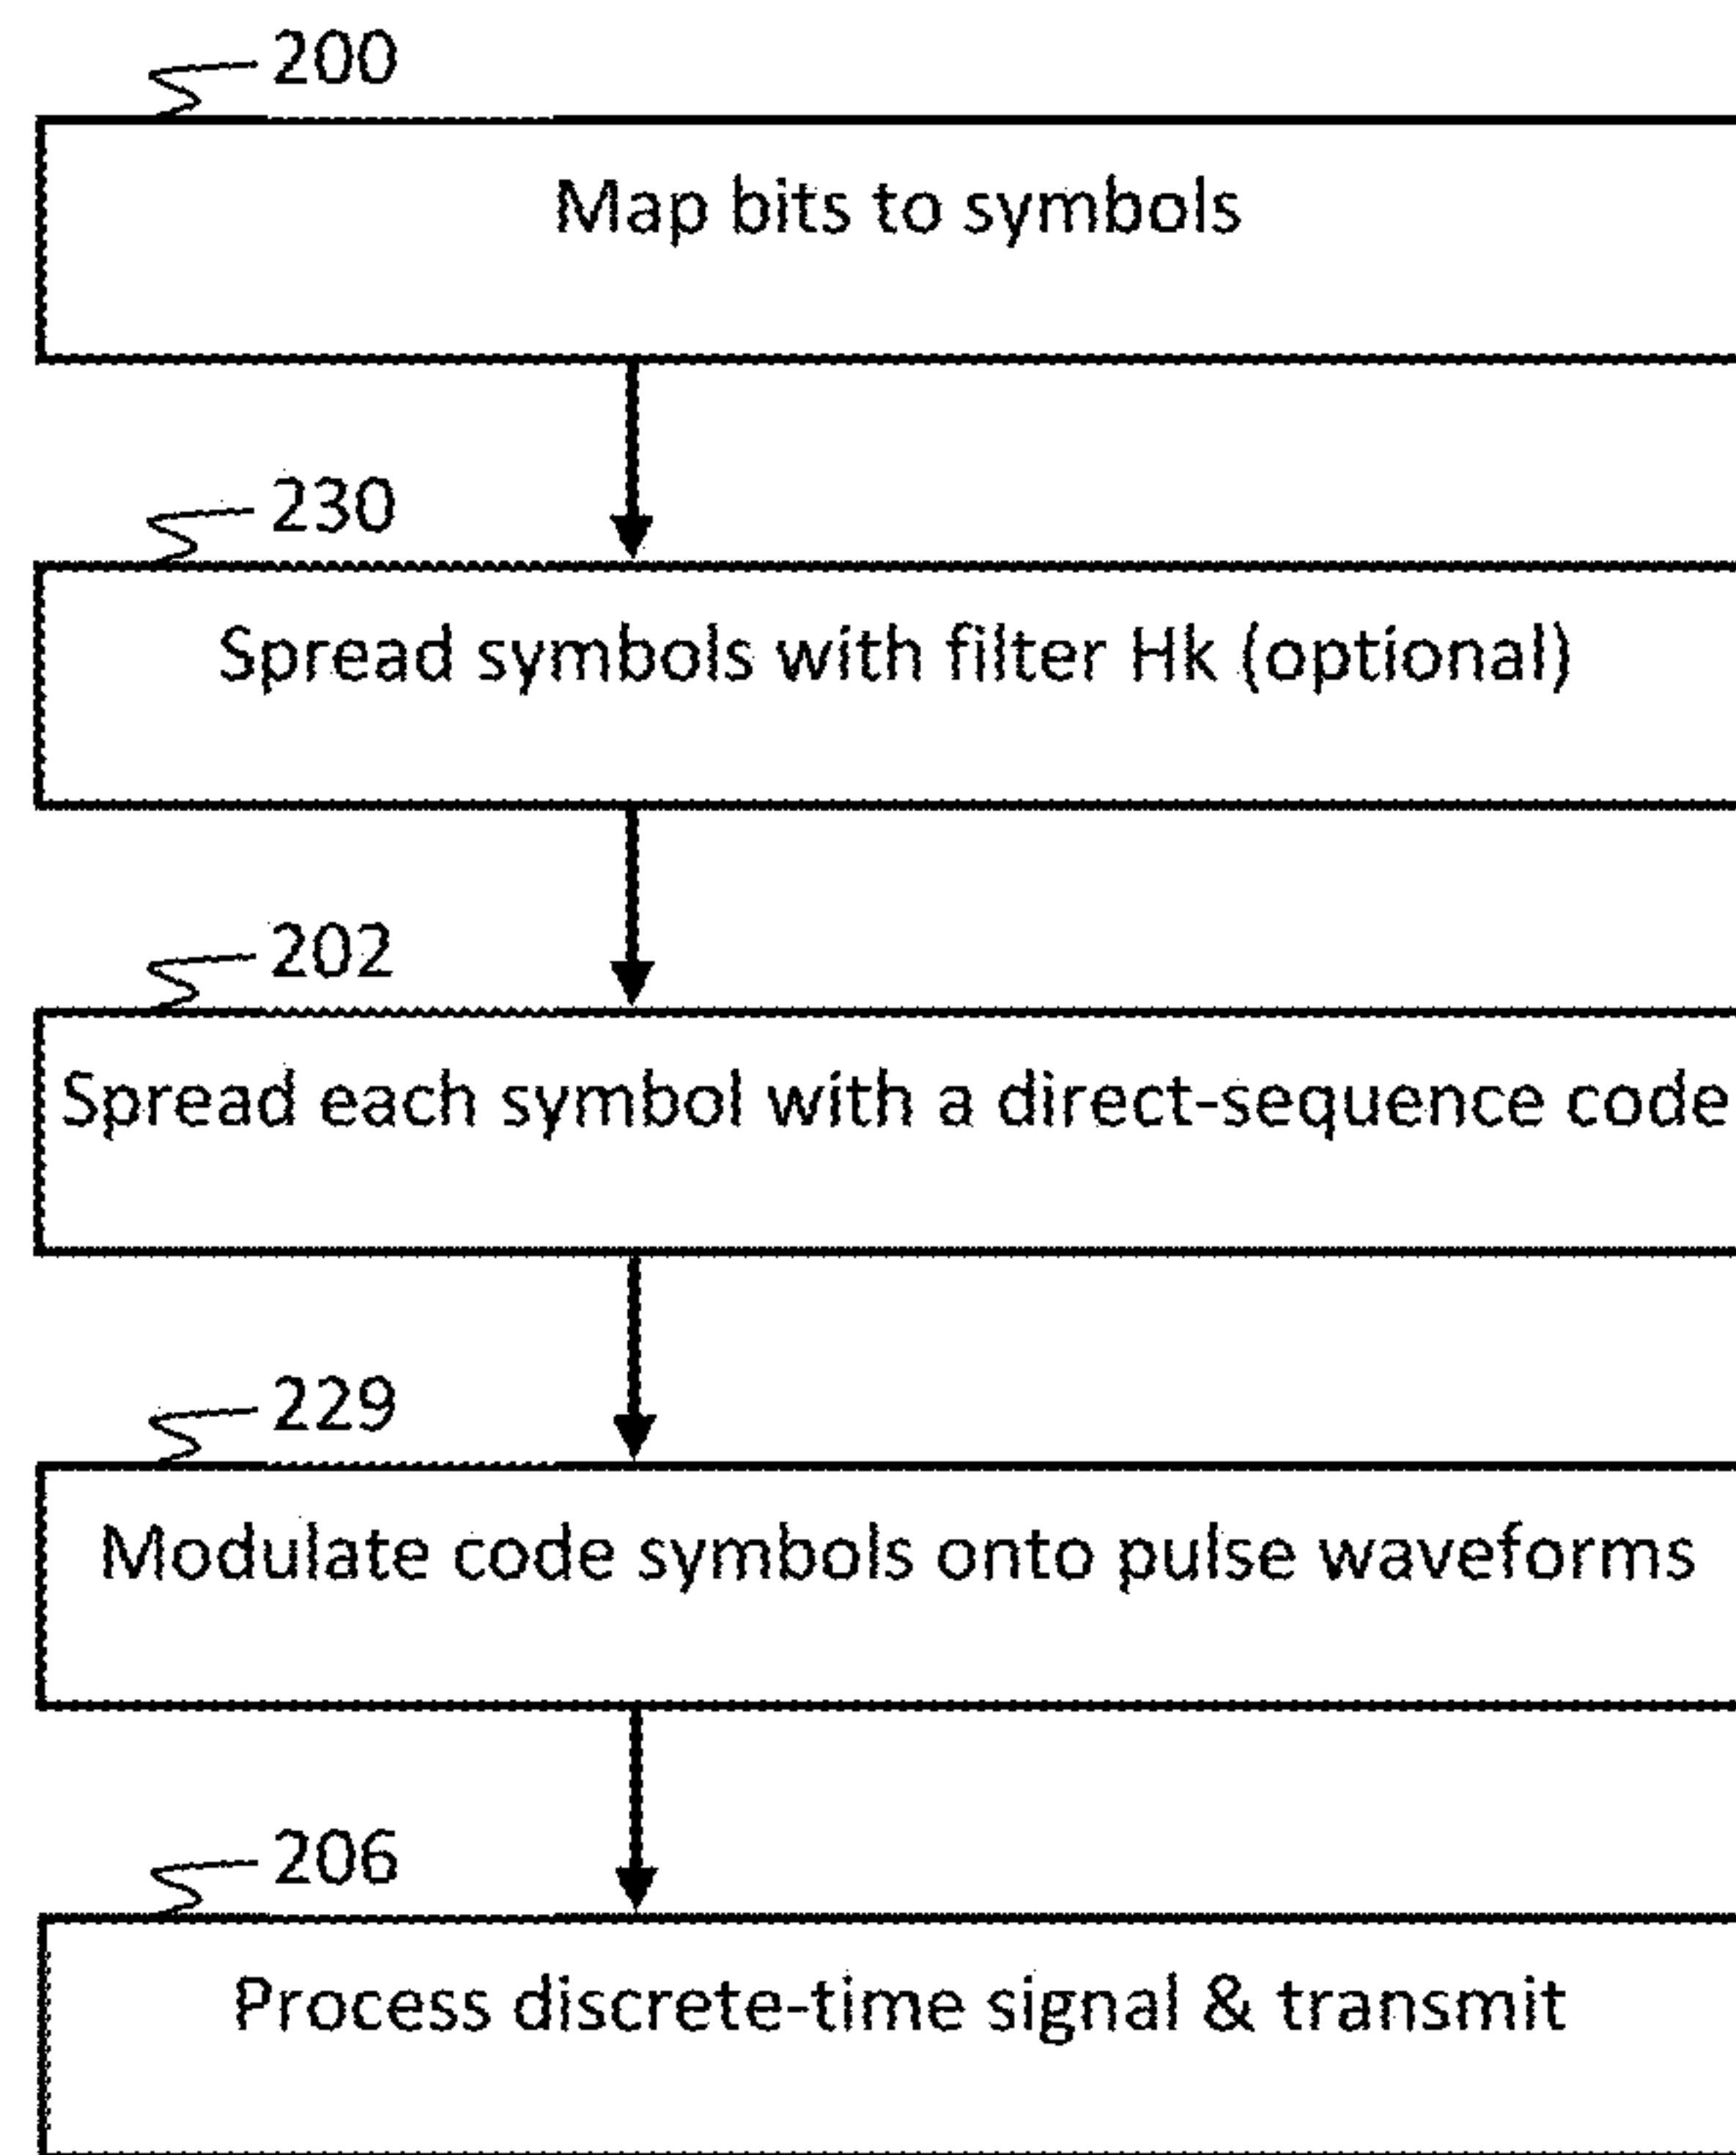 200
Map bits to symbols
230
Spread symbols with filter Hk (optional)
202
Spread each symbol with a direct-sequence code
229
Modulate code symbols onto pulse waveforms
206
Process discrete-time signal & transmit